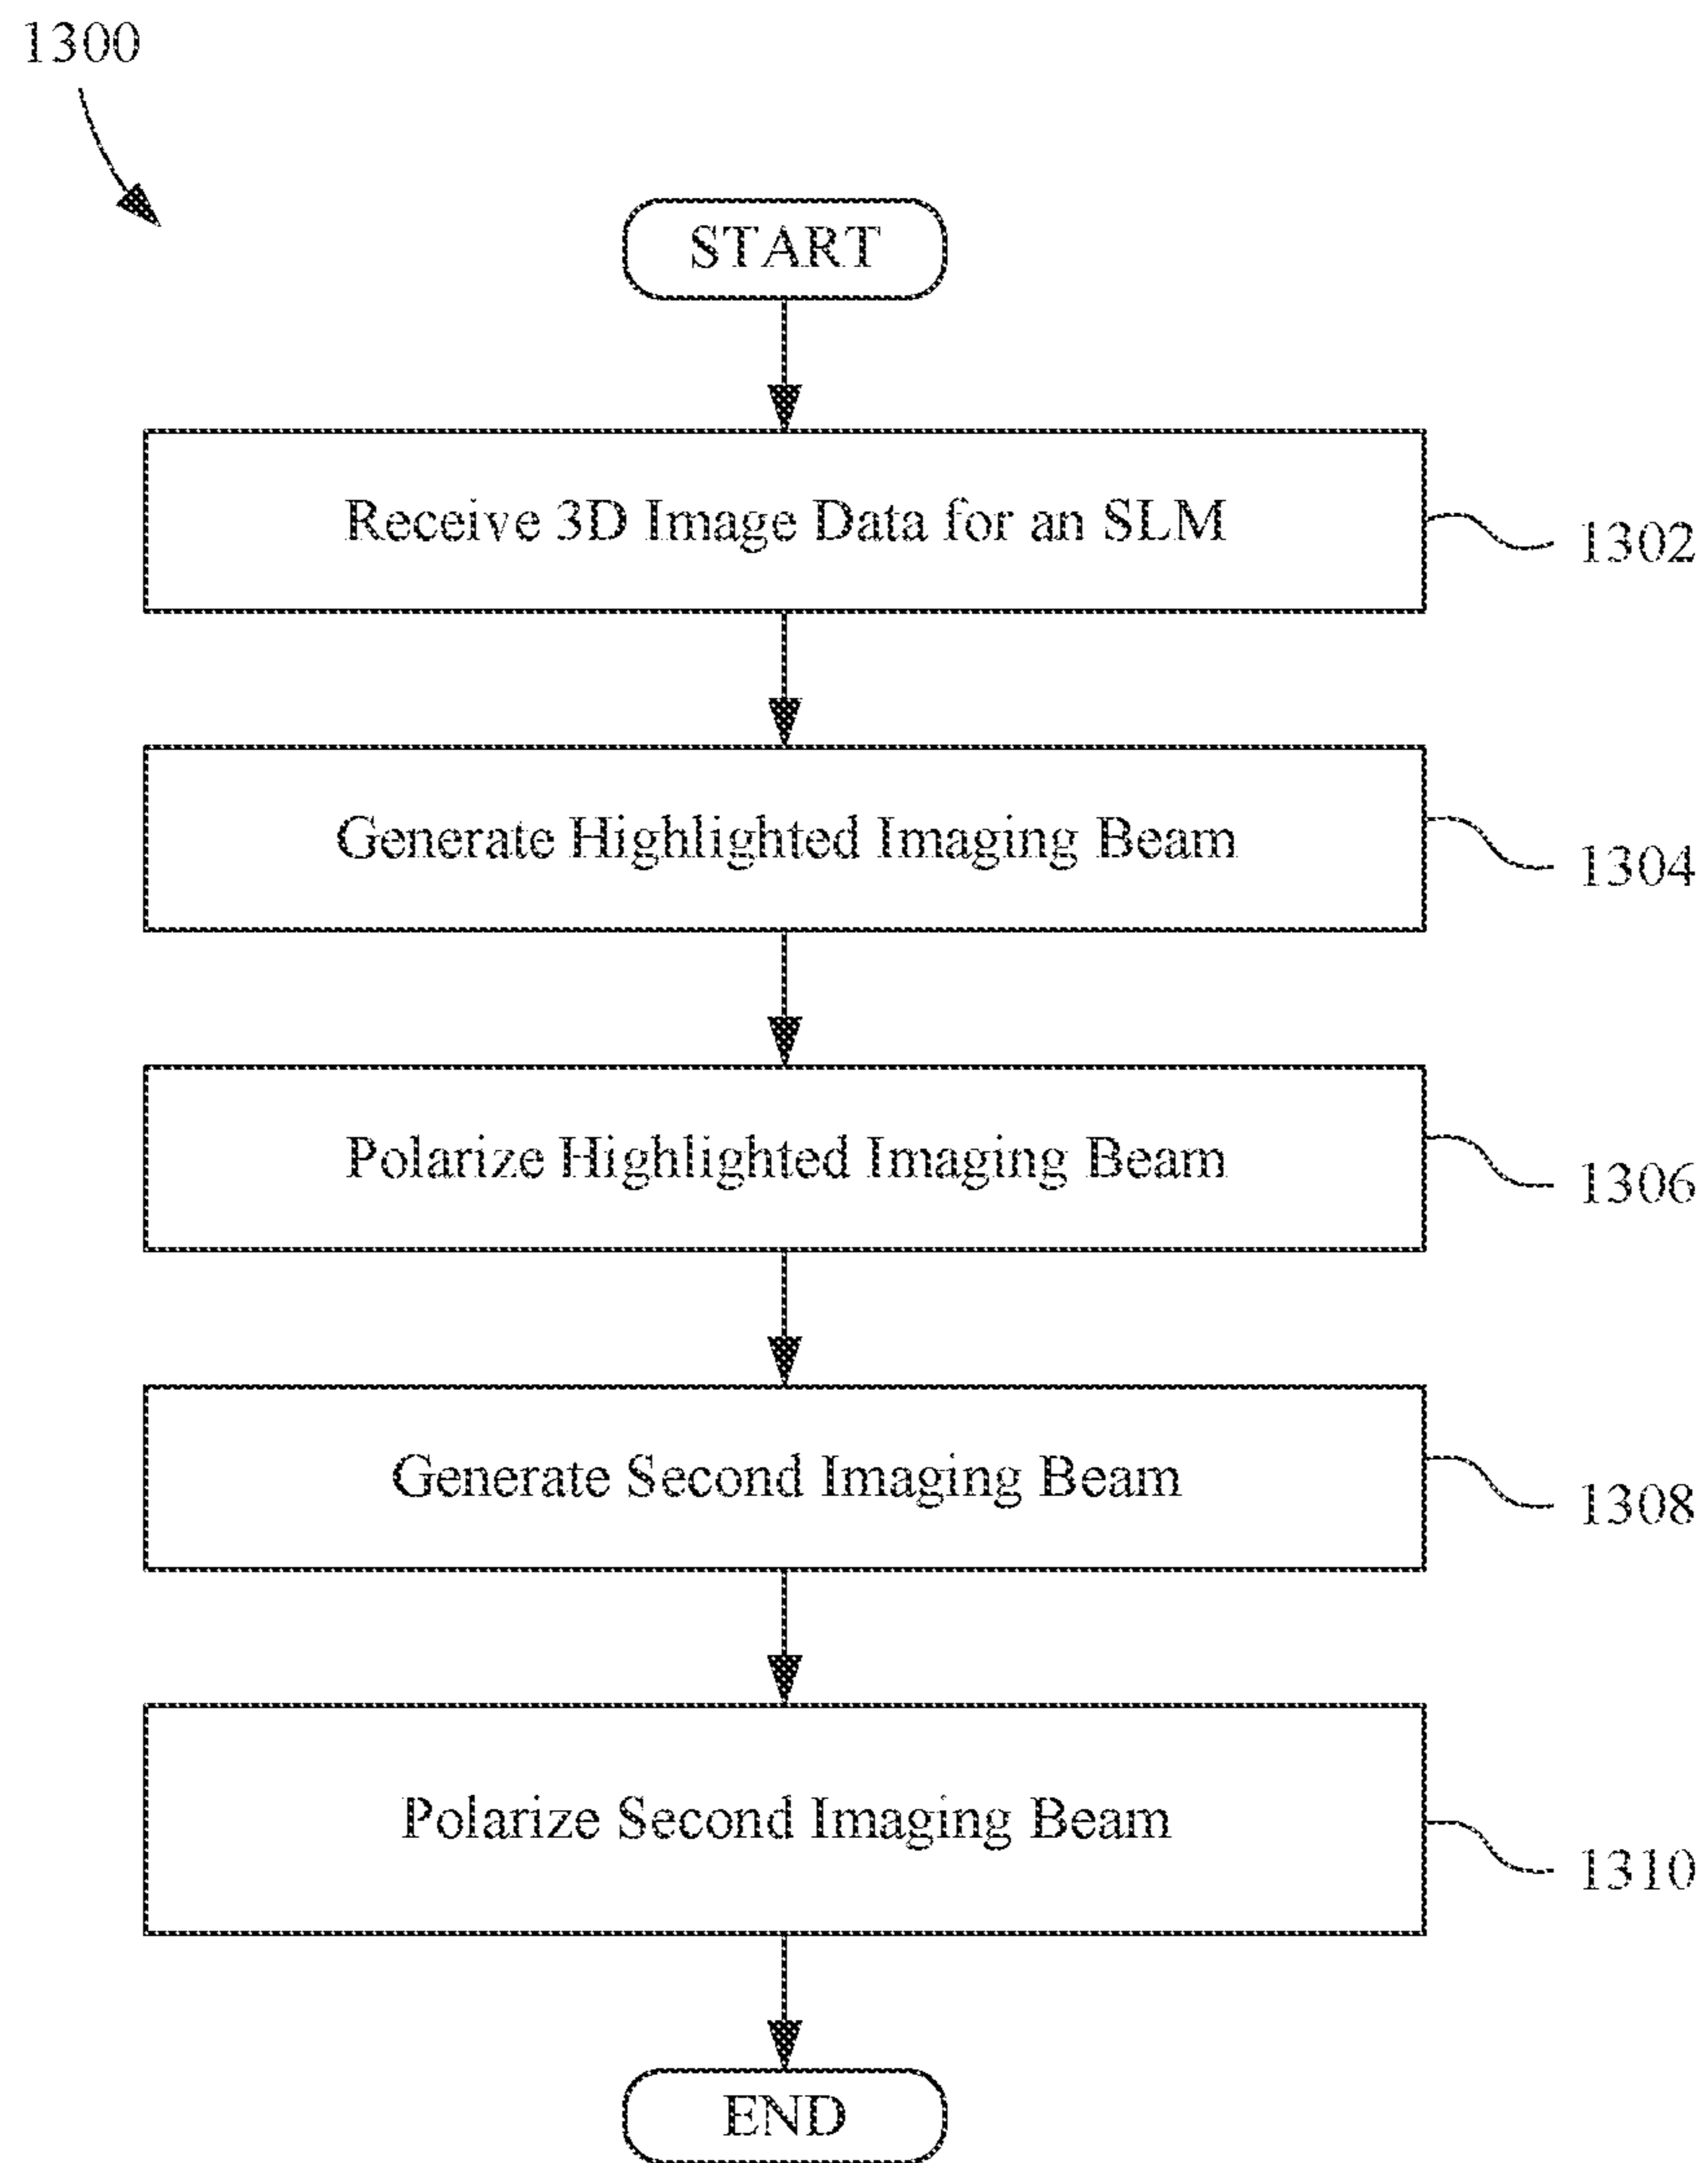 1300
START
Receive 3D Image Data for an SLM
1302
Generate Highlighted Imaging Beam
1304
Polarize Highlighted Imaging Beam
1306
Generate Second Imaging Beam
1308
Polarize Second Imaging Beam
1310
END